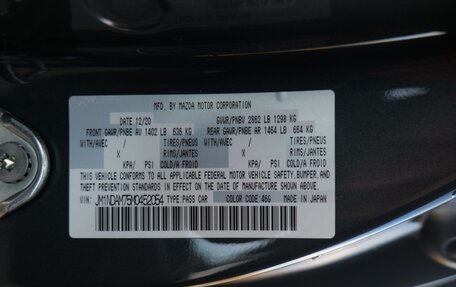 MFD. BY MAZDA MOTOR CORPORATION
DATE 12/20 GVWR/PNBV 2862 LB 1298 KG
FRONT GAWR/PNBE AV 1402 LB 636 KG REAR GAWR/PNBE AR 1464 LB 664 KG
WITH/AVEC / TIRES/PNEUS WITH/AVEC / TIRES/PNEUS
X RIMS/JANTES X RIMS/JANTES
KPA/ PSI COLD/A FROID KPA/ PSI COLD/A FROID
THIS VEHICLE CONFORMS TO ALL APPLICABLE FEDERAL MOTOR VEHICLE SAFETY,BUMPER,AND
THEFT PREVENTION STANDARDS IN EFFECT ON THE DATE OF MANUFACTURE SHOWN ABOVE.
VIN: JM1NDAM75M0452054 TYPE PASS CAR COLOR CODE:46G MADE IN JAPAN